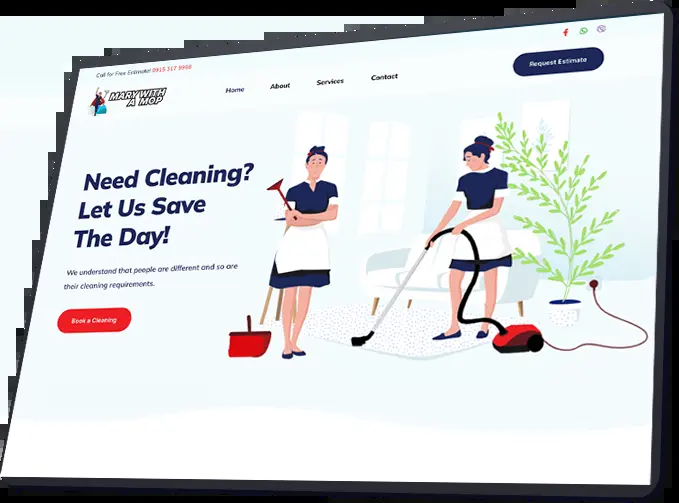 Call for Free Estimate! 0915 317 9998
MARY WITH
A MOP
Home
About
Services
Contact
Request Estimate
Need Cleaning?
Let Us Save
The Day!
We understand that people are different and so are
their cleaning requirements.
Book a Cleaning